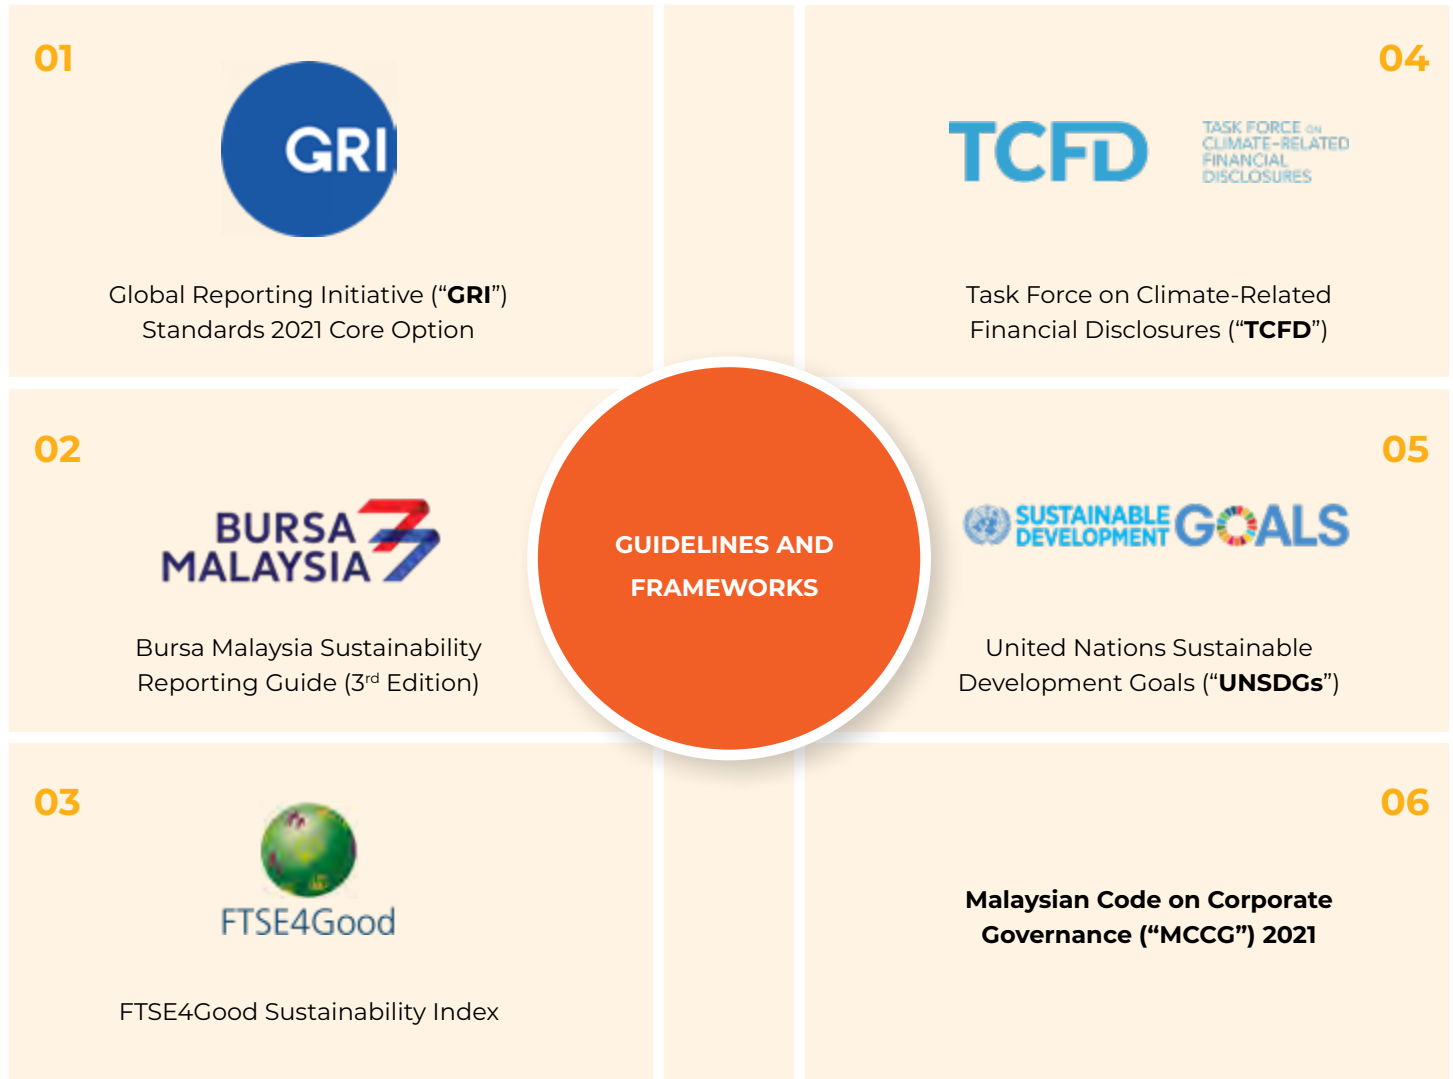 01
GRI
Global Reporting Initiative (“GRI”)
Standards 2021 Core Option
02
BURSA
MALAYSIA
Bursa Malaysia Sustainability
Reporting Guide (3rd Edition)
03
FTSE4Good
FTSE4Good Sustainability Index
GUIDELINES AND
FRAMEWORKS
04
TCFD
TASK FORCE ON
CLIMATE-RELATED
FINANCIAL
DISCLOSURES
Task Force on Climate-Related
Financial Disclosures (“TCFD”)
05
SUSTAINABLE
DEVELOPMENT
GOALS
United Nations Sustainable
Development Goals (“UNSDGs”)
06
Malaysian Code on Corporate
Governance (“MCCG”) 2021